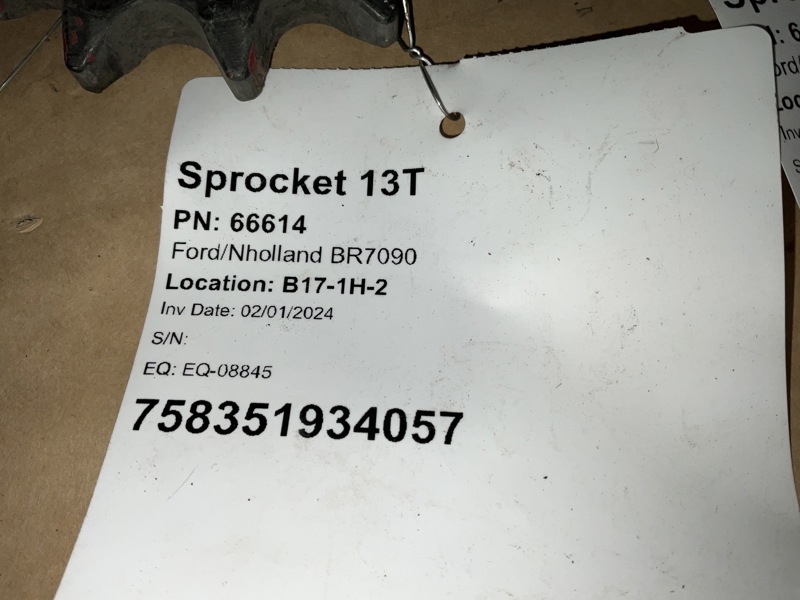 Sprocket 13T
PN: 66614
Ford/Nholland BR7090
Location: B17-1H-2
Inv Date: 02/01/2024
S/N:
EQ: EQ-08845
758351934057